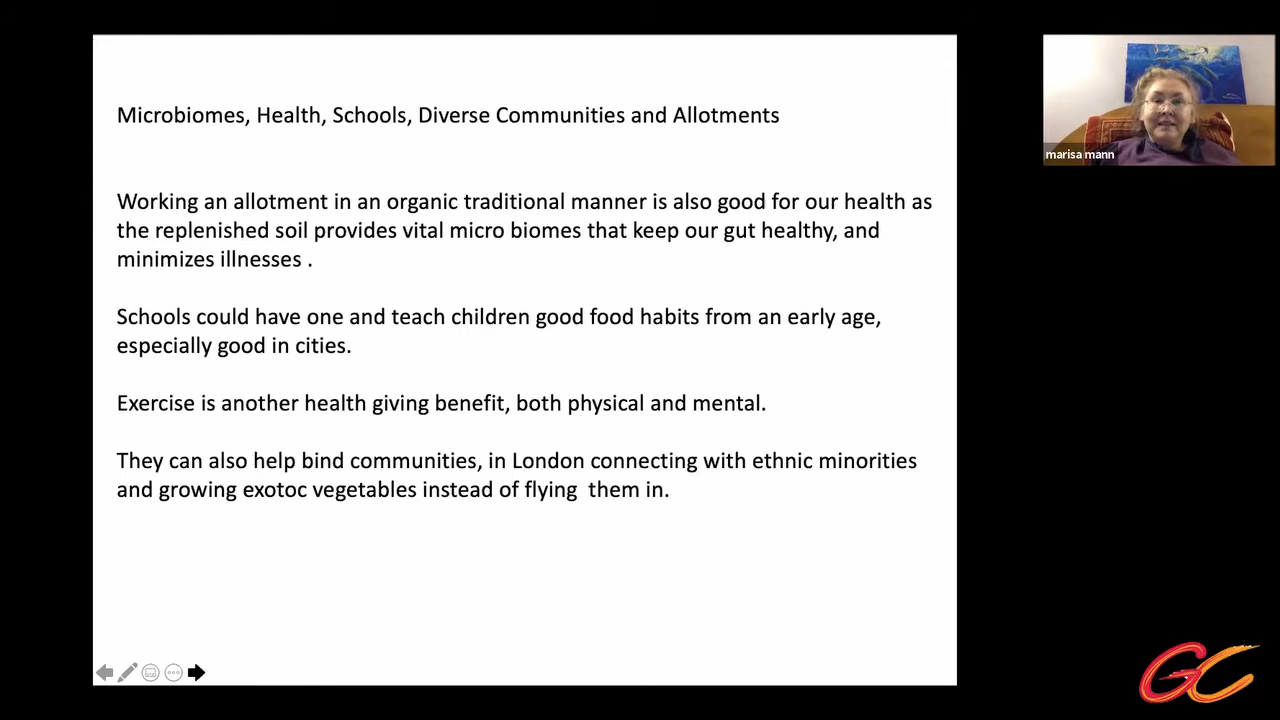 Microbiomes, Health, Schools, Diverse Communities and Allotments
Working an allotment in an organic traditional manner is also good for our health as
the replenished soil provides vital micro biomes that keep our gut healthy, and
minimizes illnesses .
Schools could have one and teach children good food habits from an early age,
especially good in cities.
Exercise is another health giving benefit, both physical and mental.
They can also help bind communities, in London connecting with ethnic minorities
and growing exotoc vegetables instead of flying  them in.
marisa mann
GC